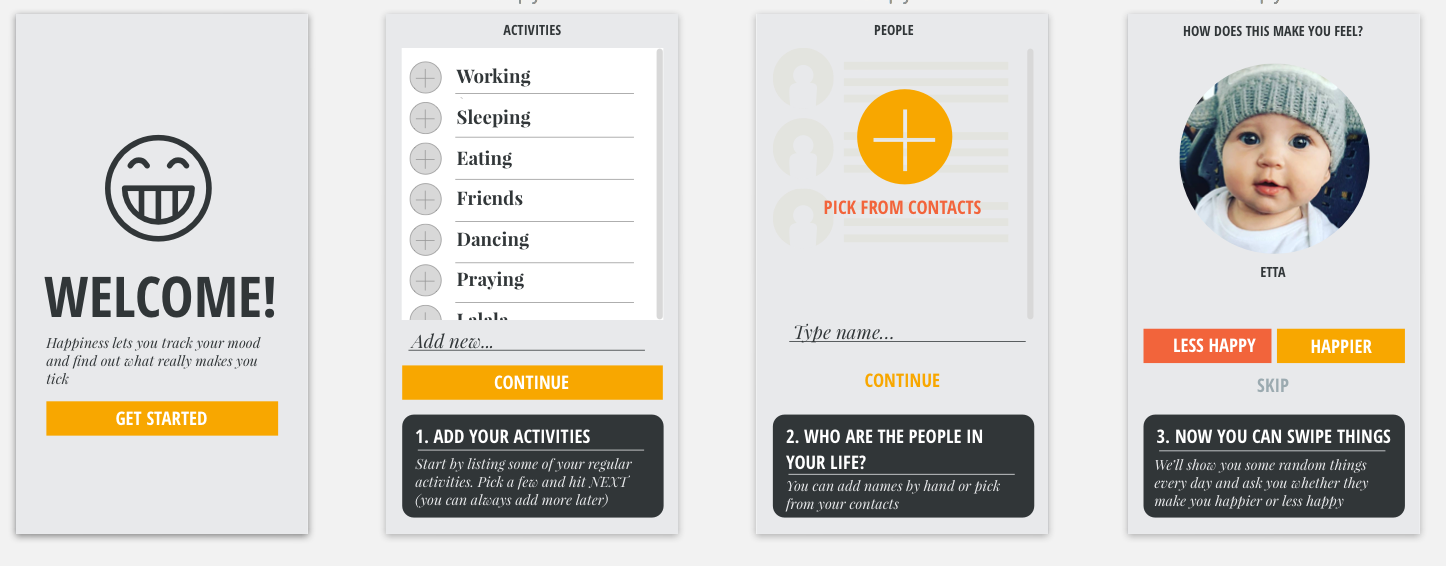 WELCOME!
Happiness lets you track your mood
and find out what really makes you
tick
GET STARTED
ACTIVITIES
Working
Sleeping
Eating
Friends
Dancing
Praying
Lalala
Add new...
CONTINUE
1. ADD YOUR ACTIVITIES
Start by listing some of your regular
activities. Pick a few and hit NEXT
(you can always add more later)
PEOPLE
PICK FROM CONTACTS
Type name...
CONTINUE
2. WHO ARE THE PEOPLE IN
YOUR LIFE?
You can add names by hand or pick
from your contacts
HOW DOES THIS MAKE YOU FEEL?
ETTA
LESS HAPPY
HAPPIER
SKIP
3. NOW YOU CAN SWIPE THINGS
We'll show you some random things
every day and ask you whether they
make you happier or less happy